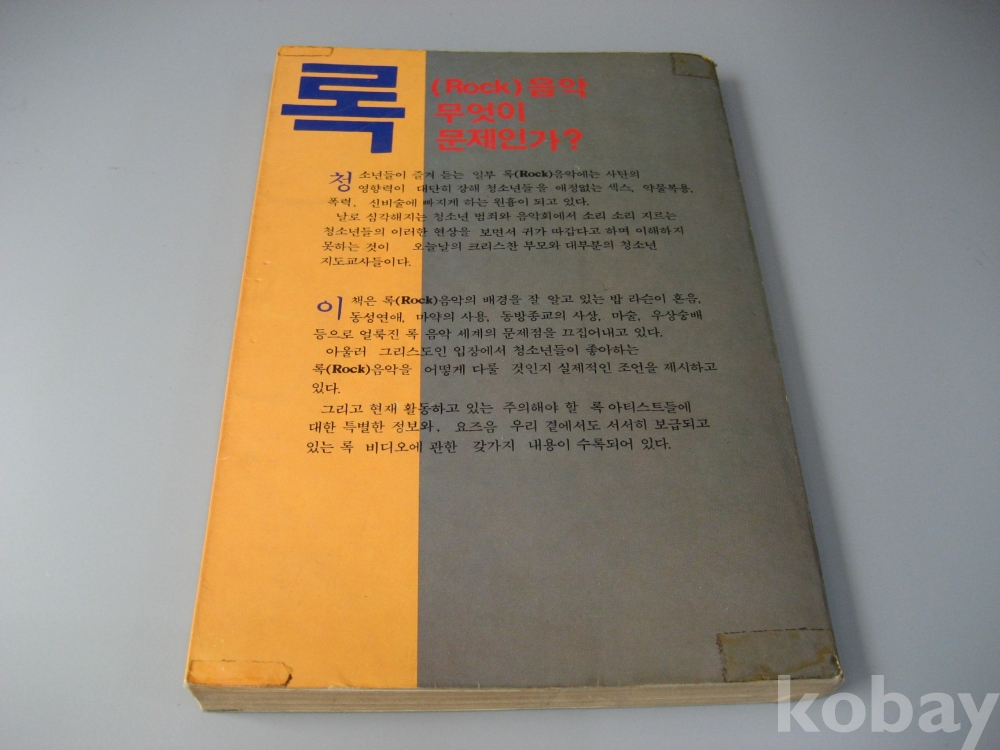 록
(Rock) 음악
무엇이
문제인가?
청소년들이 즐겨 듣는 일부 록(Rock)음악에는 사탄의
영향력이 대단히 강해 청소년들을 애정없는 섹스, 약물복용,
폭력, 신비술에 빠지게 하는 원흉이 되고 있다.
날로 심각해지는 청소년 범죄와 음악회에서 소리 소리 지르는
청소년들의 이러한 현상을 보면서 귀가 따갑다고 하며 이해하지
못하는 것이 오늘날의 크리스챤 부모와 대부분의 청소년
지도교사들이다.
이 책은 록(Rock)음악의 배경을 잘 알고 있는 밥 라슨이 혼음,
동성연애, 마약의 사용, 동방종교의 사상, 마술, 우상숭배
등으로 얼룩진 록 음악 세계의 문제점을 끄집어내고 있다.
아울러 그리스도인 입장에서 청소년들이 좋아하는
록(Rock)음악을 어떻게 다룰 것인지 실제적인 조언을 제시하고
있다.
그리고 현재 활동하고 있는 주의해야 할 록 아티스트들에
대한 특별한 정보와, 요즈음 우리 곁에서도 서서히 보급되고
있는 록 비디오에 관한 갖가지 내용이 수록되어 있다.
kobay